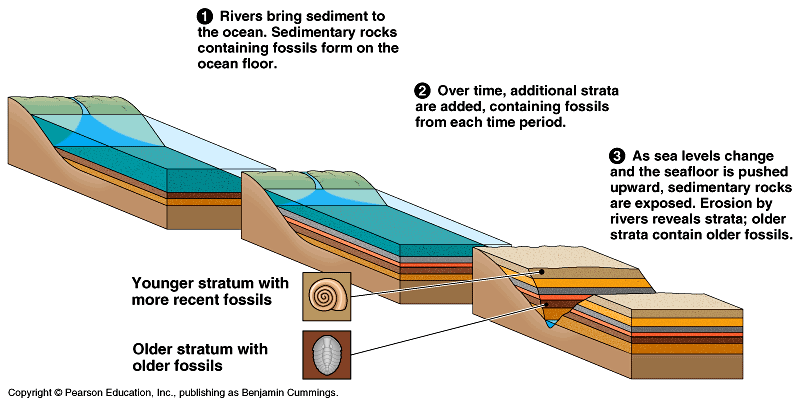 1 Rivers bring sediment to
the ocean. Sedimentary rocks
containing fossils form on the
ocean floor.
2 Over time, additional strata
are added, containing fossils
from each time period.
3 As sea levels change
and the seafloor is pushed
upward, sedimentary rocks
are exposed. Erosion by
rivers reveals strata; older
strata contain older fossils.
Younger stratum with
more recent fossils
Older stratum with
older fossils
Copyright © Pearson Education, Inc., publishing as Benjamin Cummings.